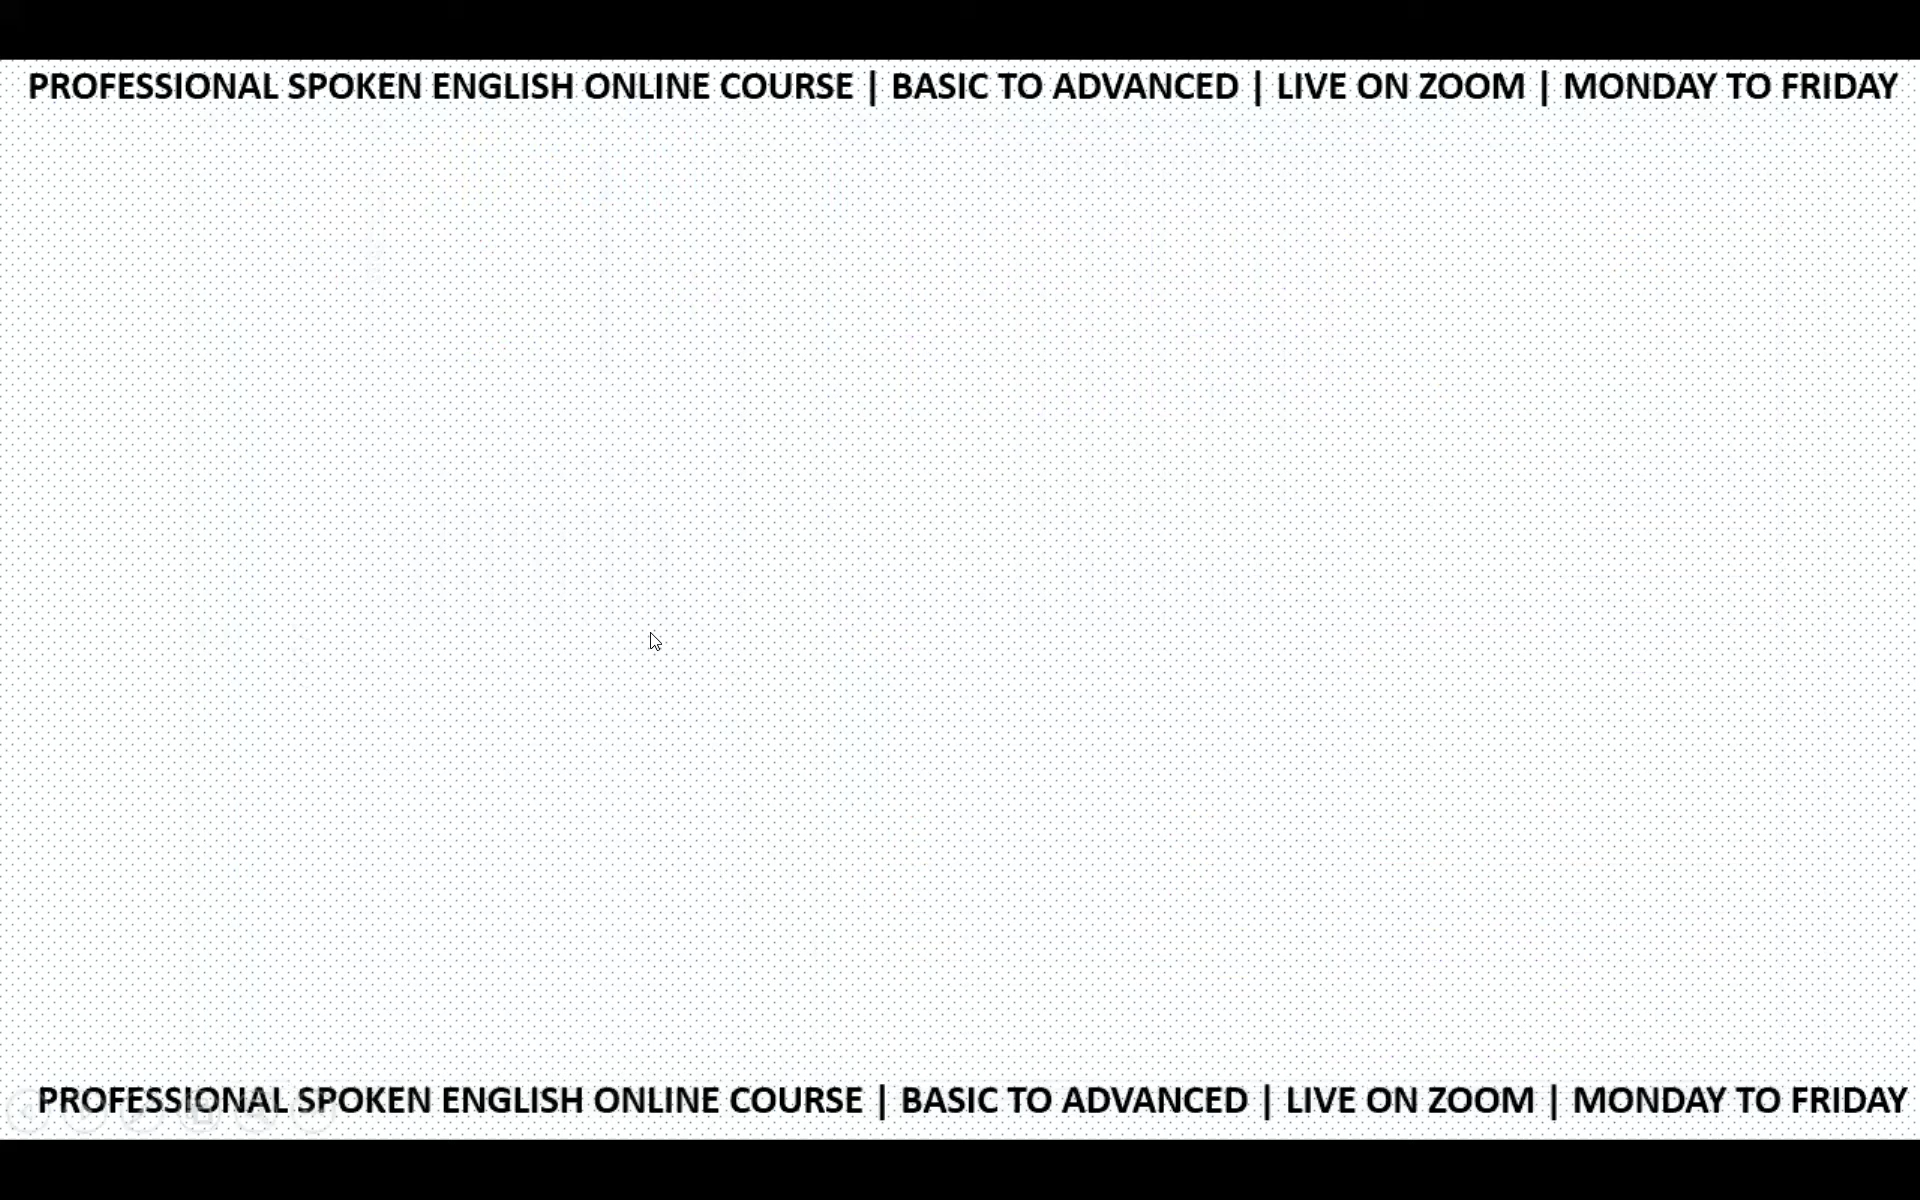 PROFESSIONAL SPOKEN ENGLISH ONLINE COURSE | BASIC TO ADVANCED | LIVE ON ZOOM | MONDAY TO FRIDAY
PROFESSIONAL SPOKEN ENGLISH ONLINE COURSE | BASIC TO ADVANCED | LIVE ON ZOOM | MONDAY TO FRIDAY